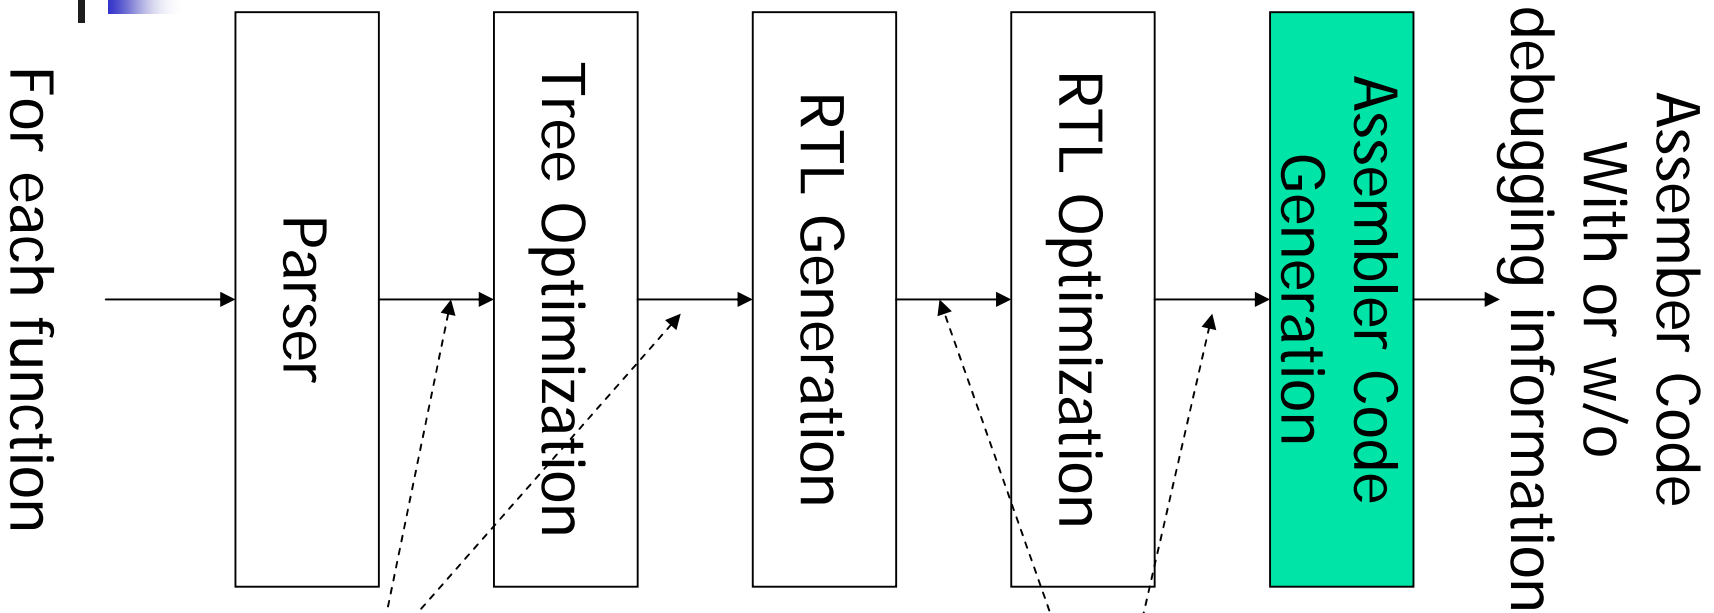 For each function
Parser
Tree Optimization
RTL Generation
RTL Optimization
Assembler Code
Generation
Assember Code
With or w/o
debugging information